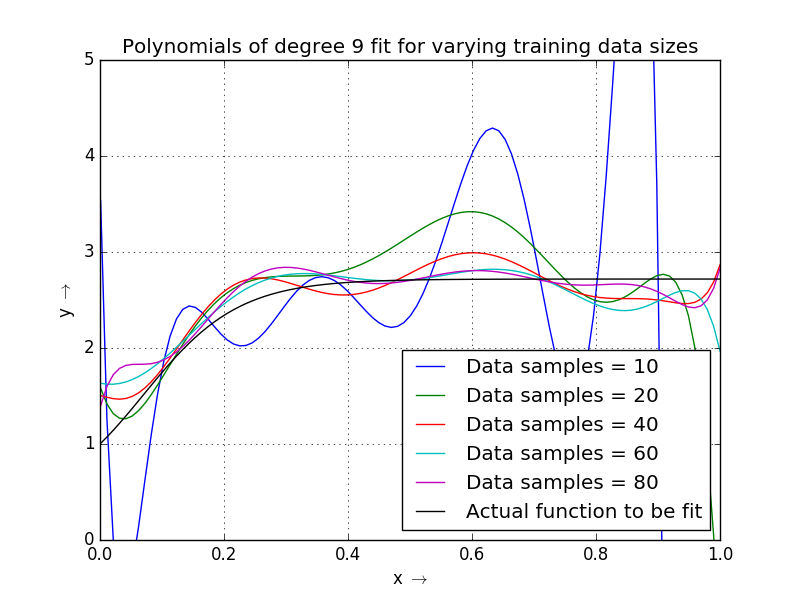 Polynomials of degree 9 fit for varying training data sizes
5
4
3
2
1
0
y →
Data samples = 10
Data samples = 20
Data samples = 40
Data samples = 60
Data samples = 80
Actual function to be fit
0.0 0.2 0.4 0.6 0.8 1.0
x →